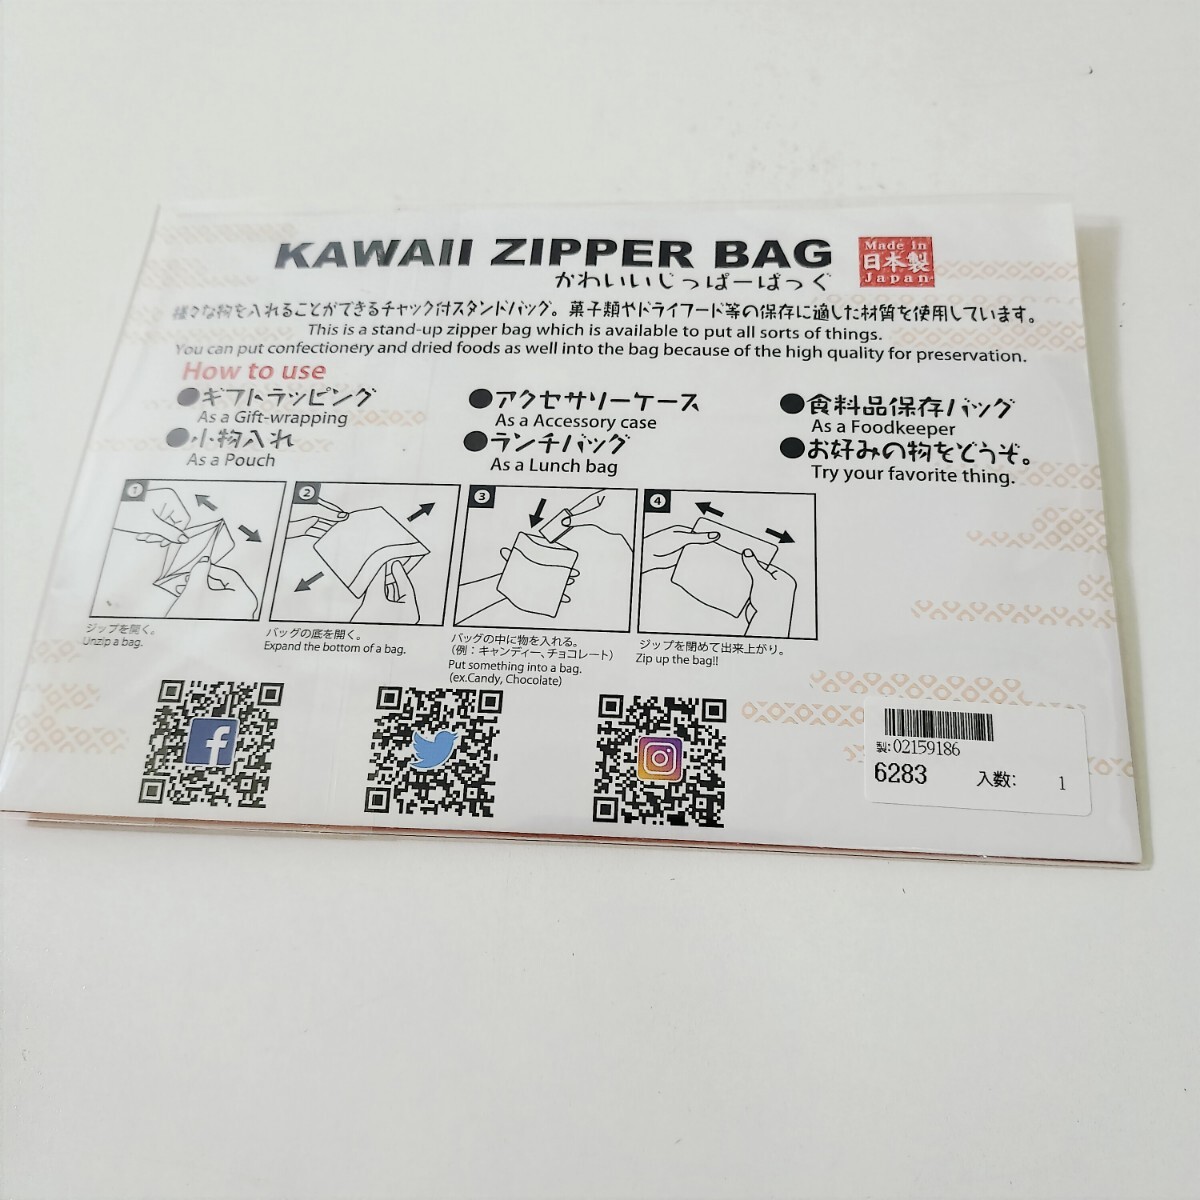 KAWAII ZIPPER BAG
かわいいじっぱーばっぐ
Made in
日本製
Japan
様々な物を入れることができるチャック付スタンドバッグ。菓子類やドライフード等の保存に適した材質を使用しています。
This is a stand-up zipper bag which is available to put all sorts of things.
You can put confectionery and dried foods as well into the bag because of the high quality for preservation.
How to use
●ギフトラッピング
As a Gift-wrapping
●アクセサリーケース
As a Accessory case
●食料品保存バッグ
As a Foodkeeper
●小物入れ
As a Pouch
●ランチバッグ
As a Lunch bag
●お好みの物をどうぞ。
Try your favorite thing.
1
ジップを開く。
Unzip a bag.
2
バッグの底を開く。
Expand the bottom of a bag.
3
バッグの中に物を入れる。
(例：キャンディー、チョコレート)
Put something into a bag.
(ex.Candy, Chocolate)
4
ジップを閉めて出来上がり。
Zip up the bag!!
製:02159186
6283 入数: 1